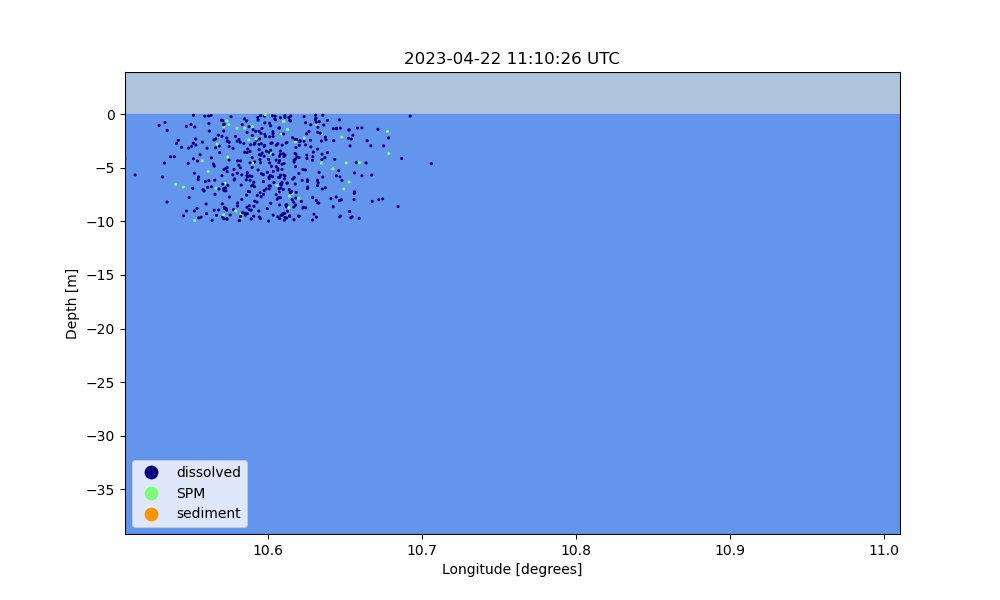 2023-04-22 11:10:26 UTC
0
−5
−10
−15
−20
−25
−30
−35
Depth [m]
dissolved
SPM
sediment
10.6 10.7 10.8 10.9 11.0
Longitude [degrees]